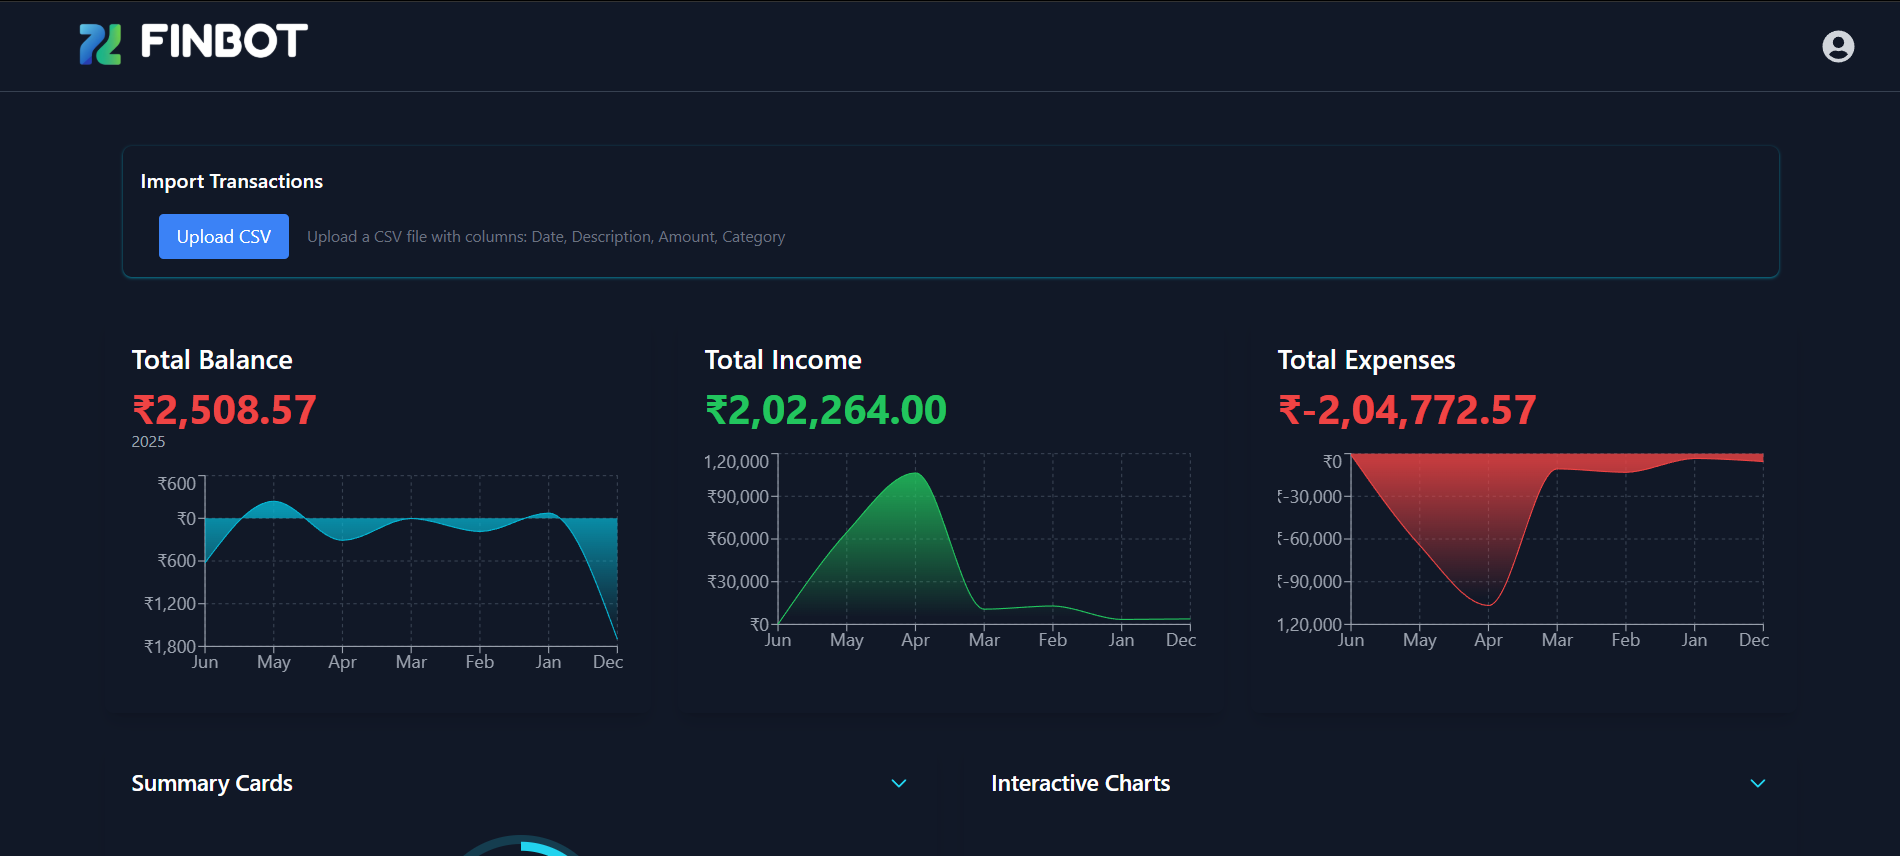 FINBOT
Import Transactions
Upload CSV
Upload a CSV file with columns: Date, Description, Amount, Category
Total Balance
₹2,508.57
2025
₹600
₹0
₹600
₹1,200
₹1,800
Jun May Apr Mar Feb Jan Dec
Total Income
₹2,02,264.00
1,20,000
₹90,000
₹60,000
₹30,000
₹0
Jun May Apr Mar Feb Jan Dec
Total Expenses
₹-2,04,772.57
₹0
₹-30,000
₹-60,000
₹-90,000
1,20,000
Jun May Apr Mar Feb Jan Dec
Summary Cards
Interactive Charts